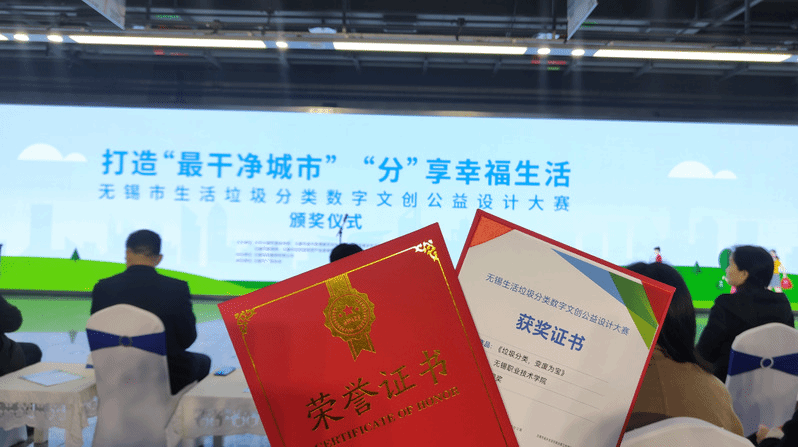 打造“最干净城市” “分”享幸福生活
无锡市生活垃圾分类数字文创公益设计大赛
颁奖仪式
荣誉证书
CERTIFICATE OF HONOR
无锡生活垃圾分类数字文创公益设计大赛
获奖证书
《垃圾分类，变废为宝》
无锡职业技术学院
奖